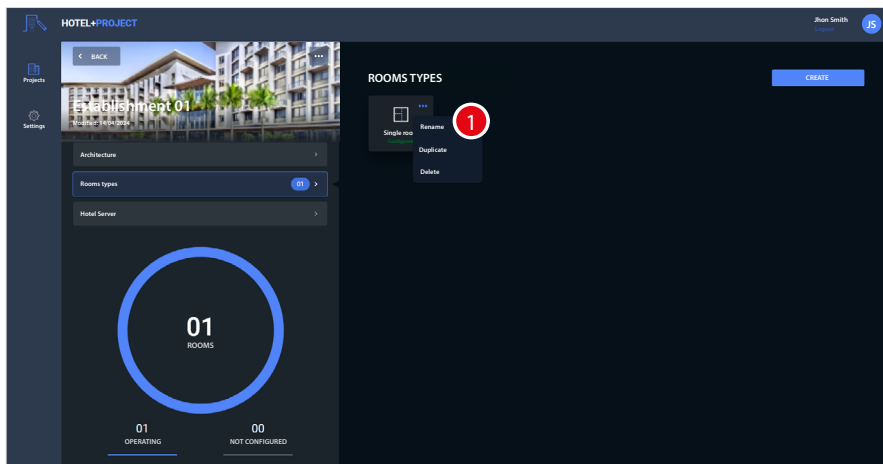 HOTEL+PROJECT
Jhon Smith
Logout
JS
Projects
Settings
BACK
Establishment 01
Modified: 14/04/2024
Architecture
Rooms types
01
Hotel Server
01
ROOMS
01
OPERATING
00
NOT CONFIGURED
ROOMS TYPES
CREATE
Single roo
Rename
Duplicate
Delete
1